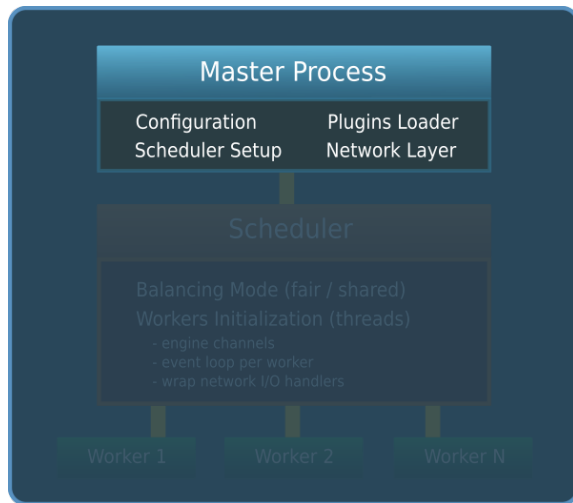 Master Process
Configuration Plugins Loader
Scheduler Setup Network Layer
Scheduler
Balancing Mode (fair / shared)
Workers Initialization (threads)
- engine channels
- event loop per worker
- wrap network I/O handlers
Worker 1 Worker 2 Worker N